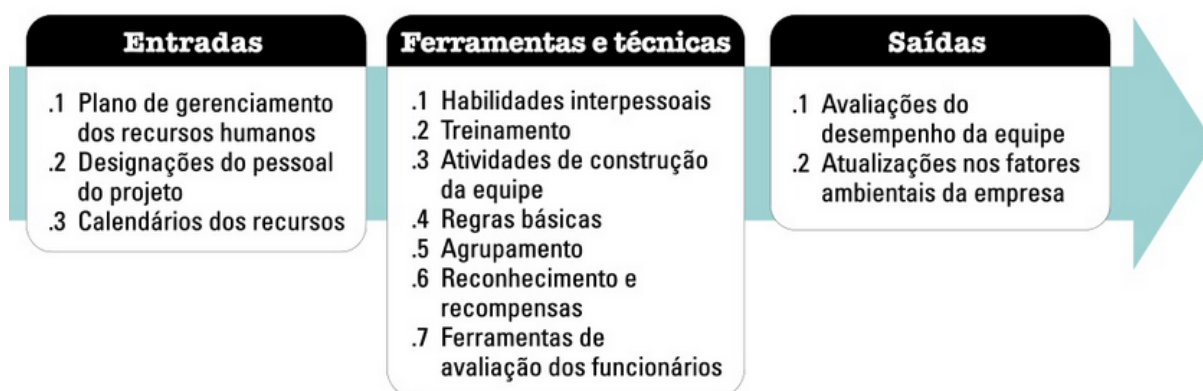 Entradas
.1 Plano de gerenciamento
dos recursos humanos
.2 Designações do pessoal
do projeto
.3 Calendários dos recursos
Ferramentas e técnicas
.1 Habilidades interpessoais
.2 Treinamento
.3 Atividades de construção
da equipe
.4 Regras básicas
.5 Agrupamento
.6 Reconhecimento e
recompensas
.7 Ferramentas de
avaliação dos funcionários
Saídas
.1 Avaliações do
desempenho da equipe
.2 Atualizações nos fatores
ambientais da empresa